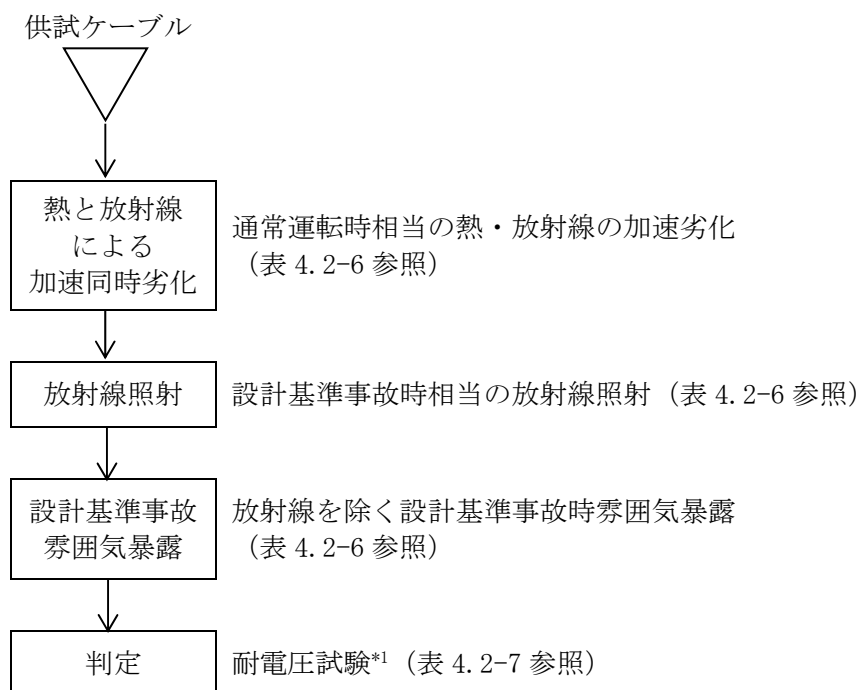 供試ケーブル
熱と放射線
による
加速同時劣化
通常運転時相当の熱・放射線の加速劣化
（表 4.2-6 参照）
放射線照射
設計基準事故時相当の放射線照射（表 4.2-6 参照）
設計基準事故
雰囲気暴露
放射線を除く設計基準事故時雰囲気暴露
（表 4.2-6 参照）
判定
耐電圧試験*1（表 4.2-7 参照）